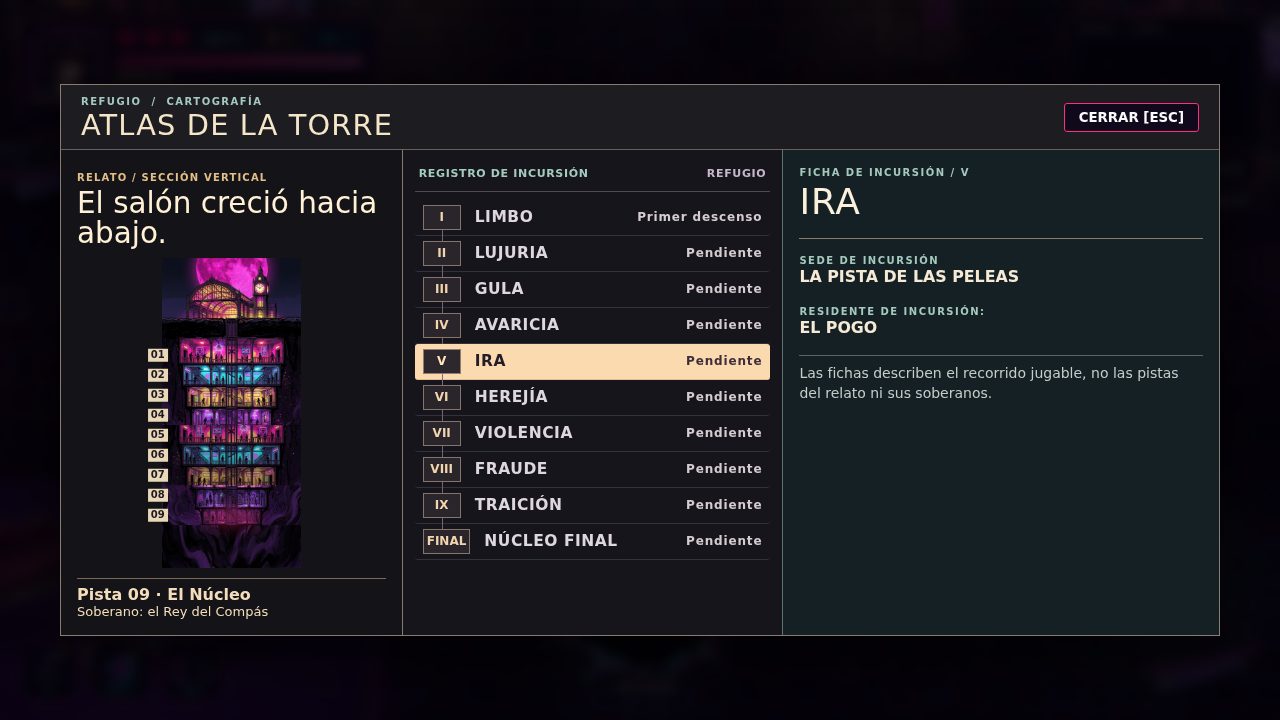 REFUGIO / CARTOGRAFÍA
ATLAS DE LA TORRE
CERRAR [ESC]
RELATO / SECCIÓN VERTICAL
El salón creció hacia
abajo.
01
02
03
04
05
06
07
08
09
Pista 09 · El Núcleo
Soberano: el Rey del Compás
REGISTRO DE INCURSIÓN REFUGIO
I LIMBO Primer descenso
II LUJURIA Pendiente
III GULA Pendiente
IV AVARICIA Pendiente
V IRA Pendiente
VI HEREJÍA Pendiente
VII VIOLENCIA Pendiente
VIII FRAUDE Pendiente
IX TRAICIÓN Pendiente
FINAL NÚCLEO FINAL Pendiente
FICHA DE INCURSIÓN / V
IRA
SEDE DE INCURSIÓN
LA PISTA DE LAS PELEAS
RESIDENTE DE INCURSIÓN:
EL POGO
Las fichas describen el recorrido jugable, no las pistas
del relato ni sus soberanos.